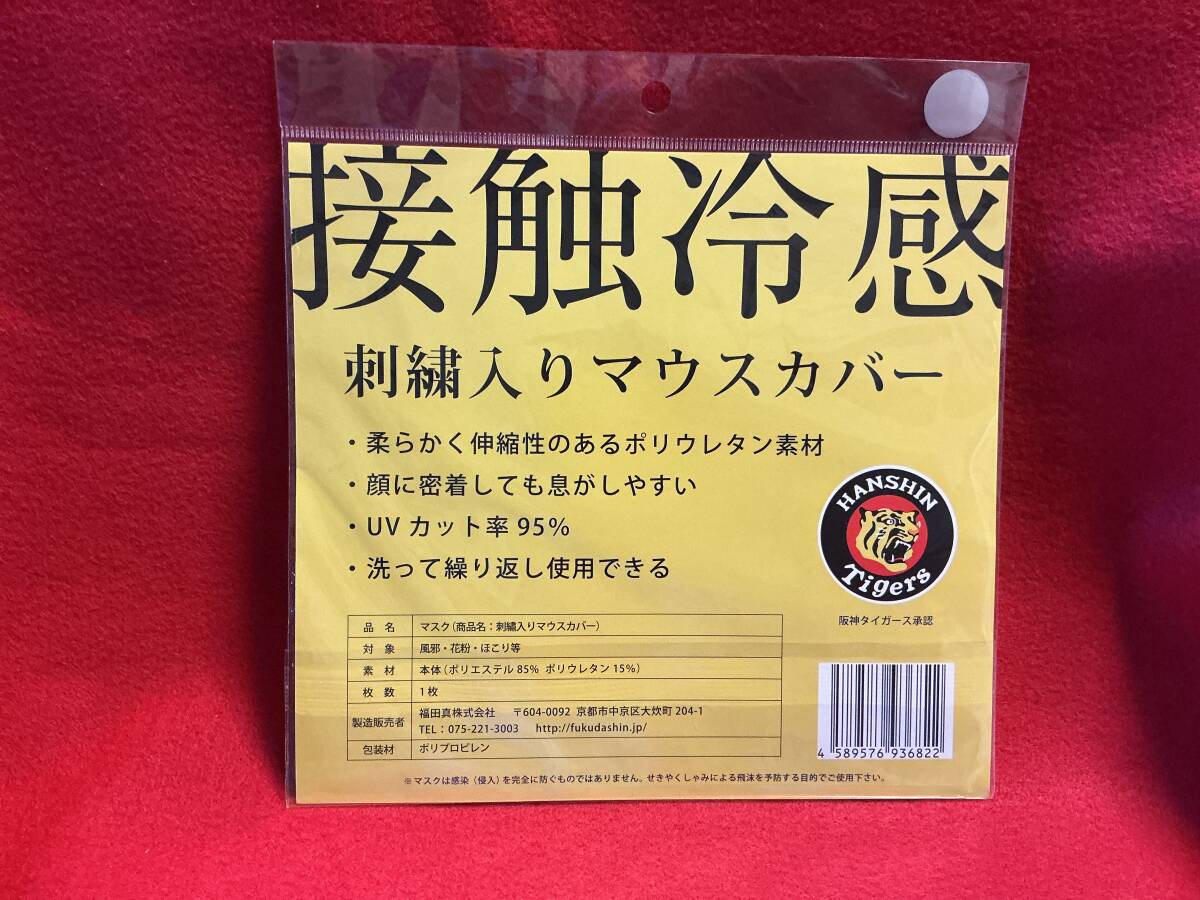 接触冷感
刺繍入りマウスカバー
・柔らかく伸縮性のあるポリウレタン素材
・顔に密着しても息がしやすい
・UVカット率95%
・洗って繰り返し使用できる
HANSHIN
Tigers
阪神タイガース承認
品 名 マスク(商品名:刺繍入りマウスカバー)
対 象 風邪・花粉・ほこり等
素 材 本体(ポリエステル85% ポリウレタン15%)
枚 数 1枚
製造販売者 福田真株式会社 〒604-0092 京都市中京区大炊町204-1
TEL:075-221-3003 http://fukudashin.jp/
包装材 ポリプロピレン
4 589576 936822
※マスクは感染(侵入)を完全に防ぐものではありません。せきやくしゃみによる飛沫を予防する目的でご使用下さい。